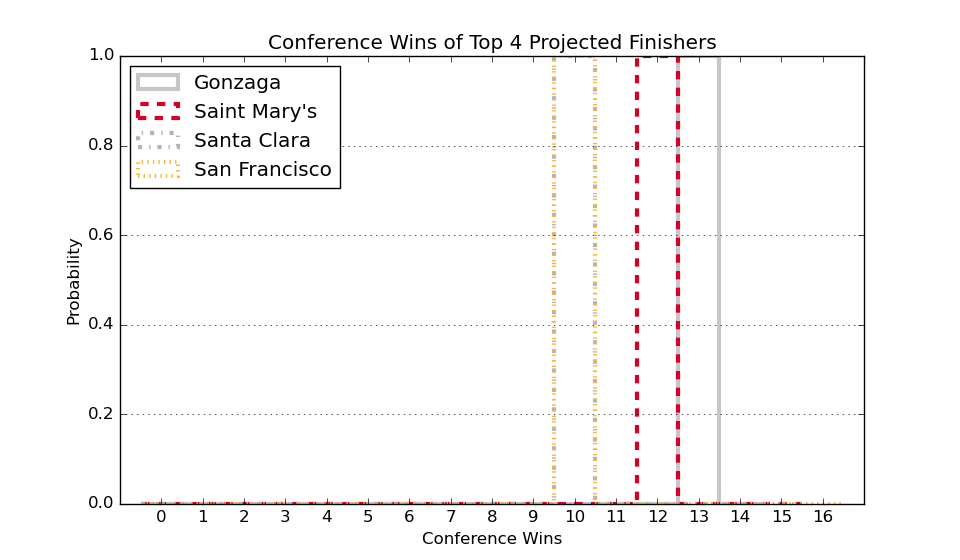 Conference Wins of Top 4 Projected Finishers
1.0
0.8
0.6
0.4
0.2
0.0
Probability
Gonzaga
Saint Mary's
Santa Clara
San Francisco
0 1 2 3 4 5 6 7 8 9 10 11 12 13 14 15 16
Conference Wins